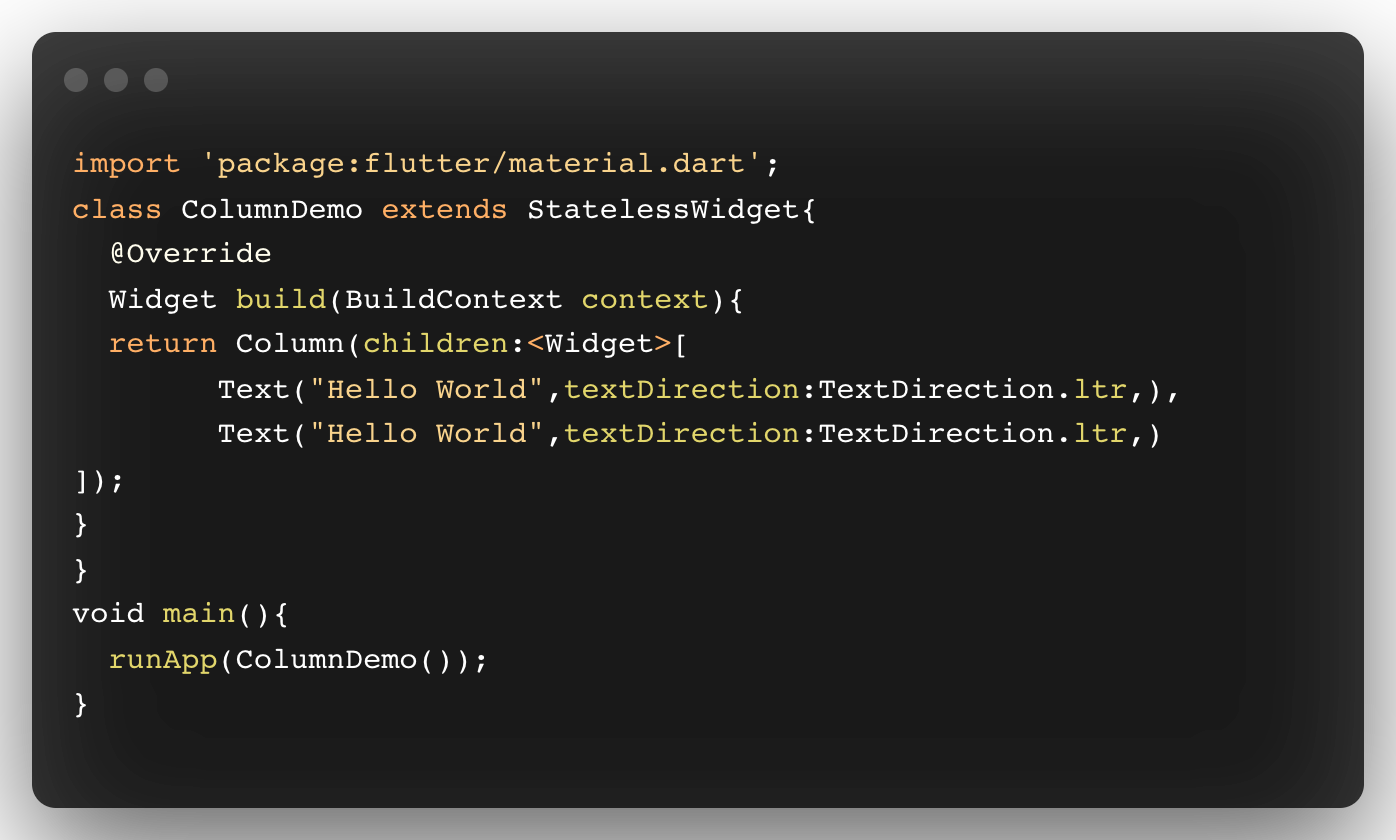 import 'package:flutter/material.dart';
class ColumnDemo extends StatelessWidget{
  @Override
  Widget build(BuildContext context){
  return Column(children:<Widget>[
        Text("Hello World",textDirection:TextDirection.ltr,),
        Text("Hello World",textDirection:TextDirection.ltr,)
]);
}
}
void main(){
  runApp(ColumnDemo());
}